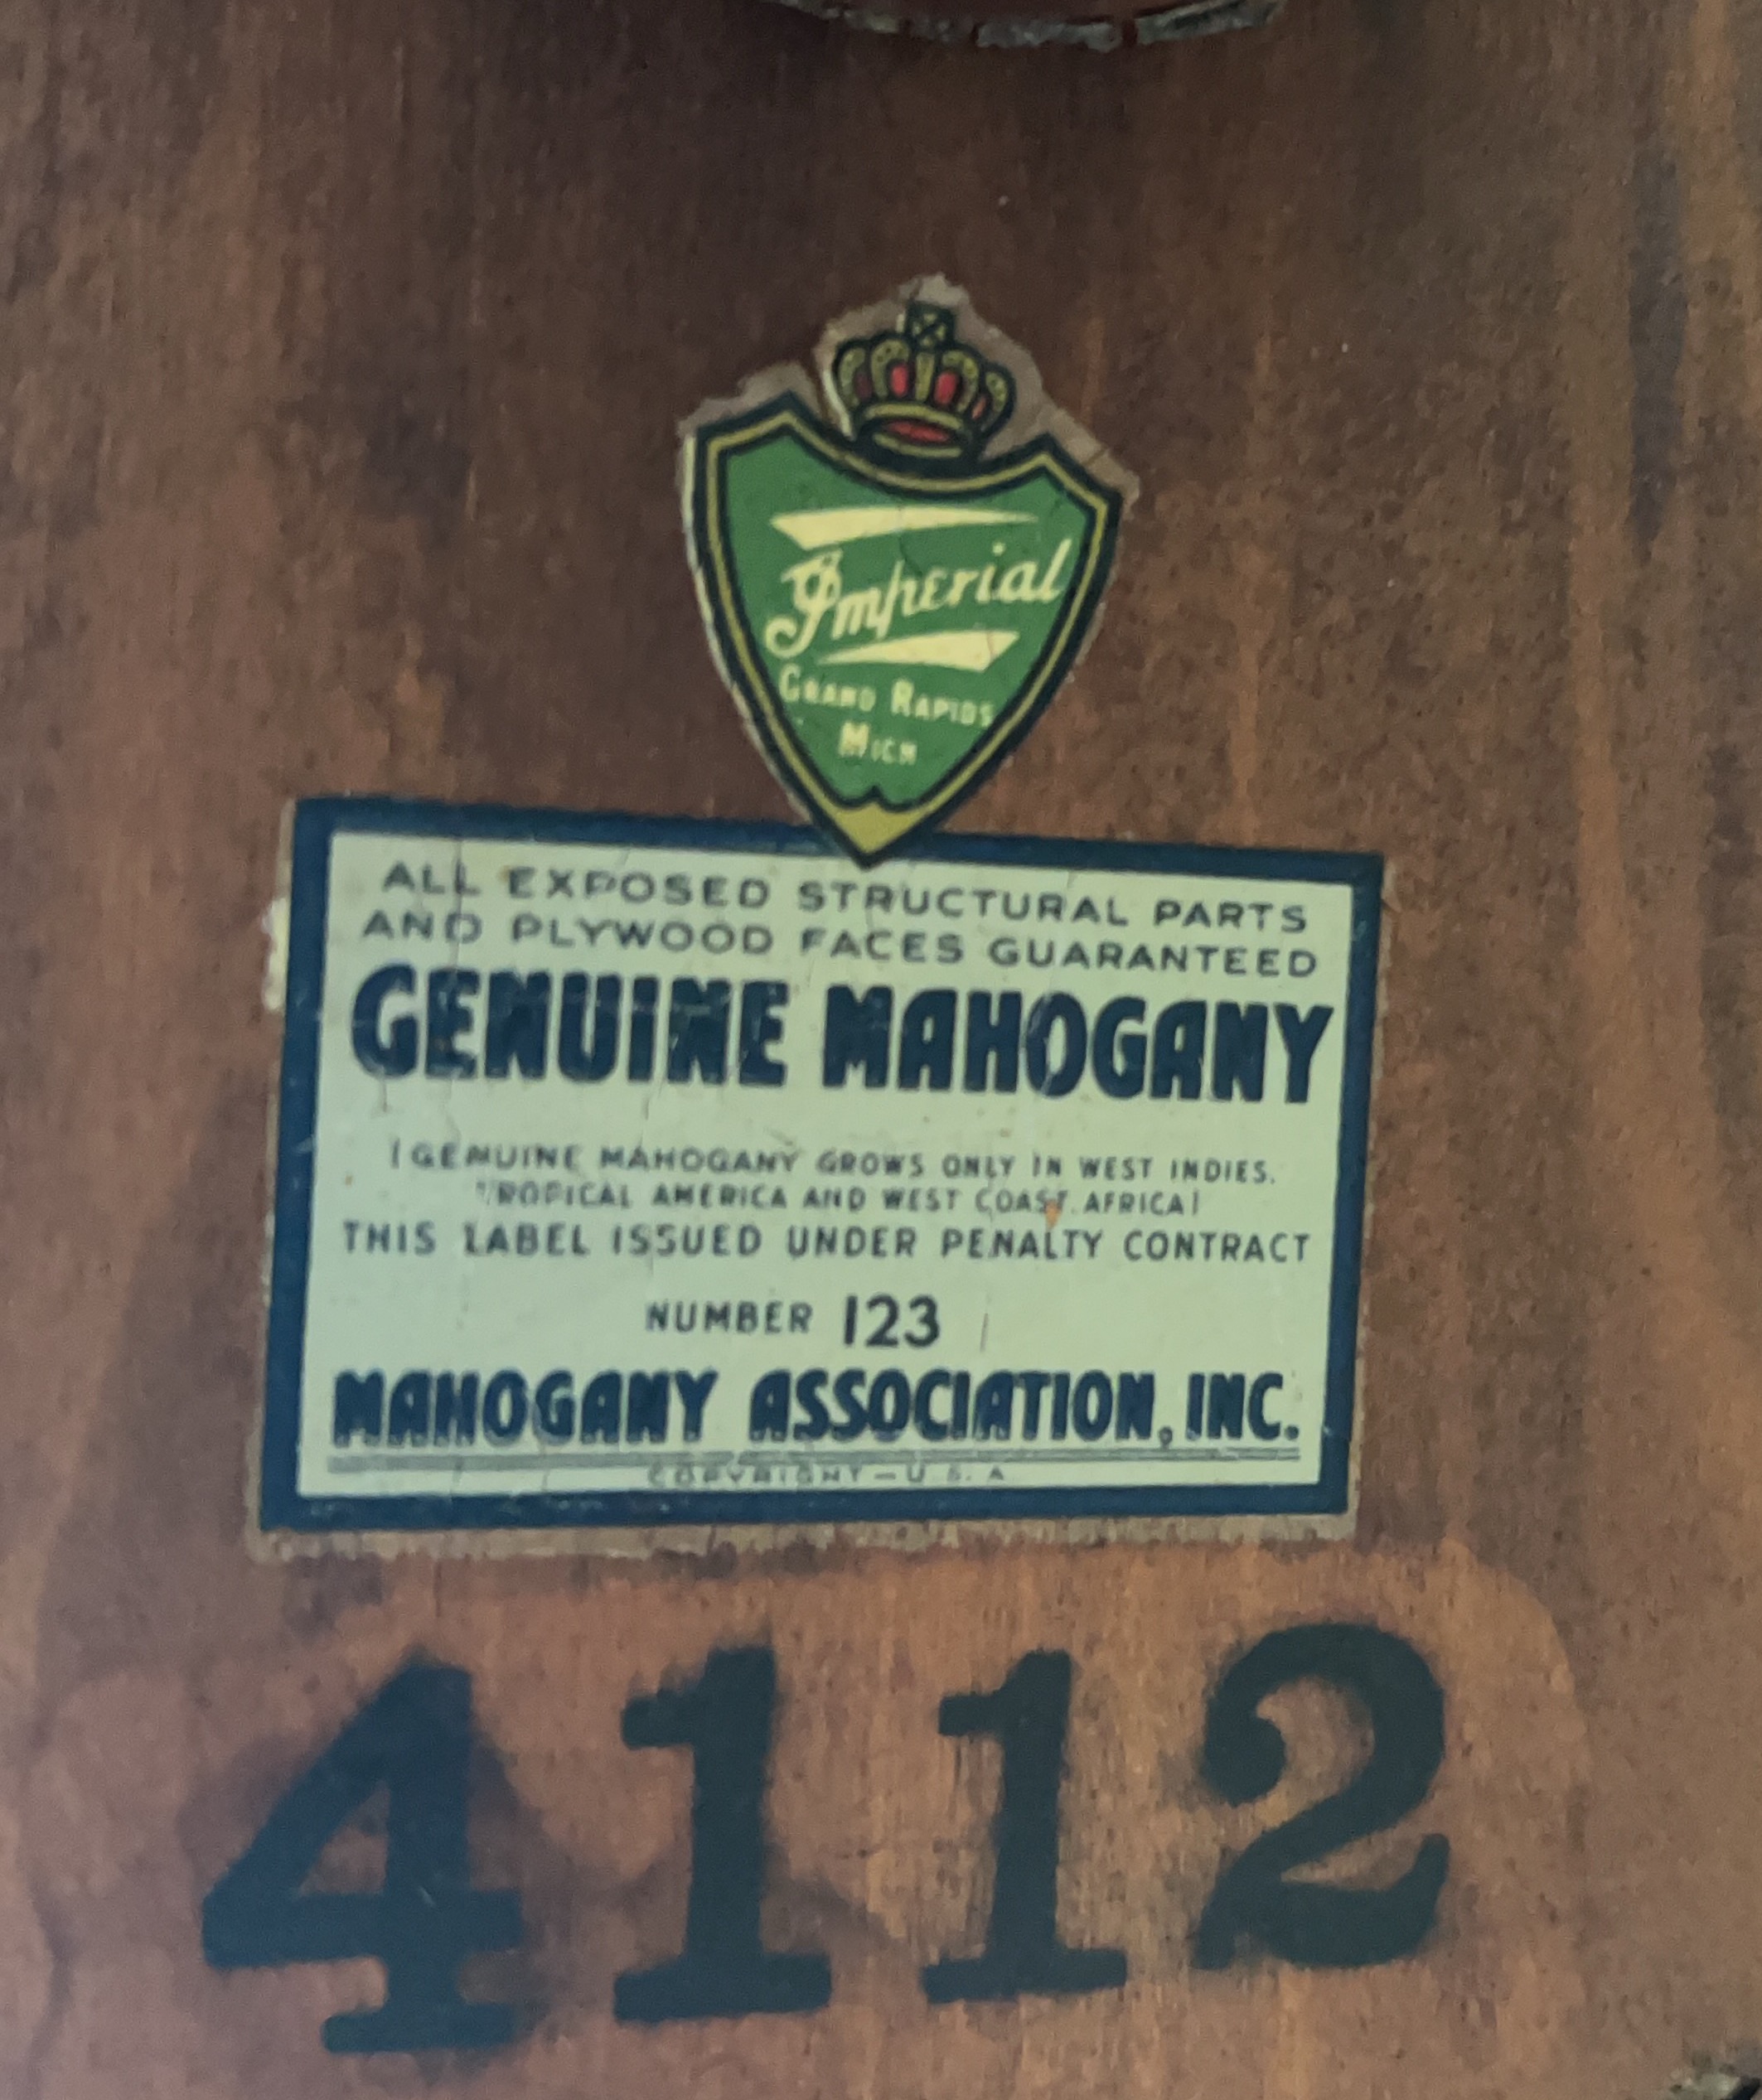 Imperial
GRAND RAPIDS
MICH
ALL EXPOSED STRUCTURAL PARTS
AND PLYWOOD FACES GUARANTEED
GENUINE MAHOGANY
(GENUINE MAHOGANY GROWS ONLY IN WEST INDIES,
TROPICAL AMERICA AND WEST COAST AFRICA)
THIS LABEL ISSUED UNDER PENALTY CONTRACT
NUMBER 123
MAHOGANY ASSOCIATION, INC.
COPYRIGHT—U.S.A
4112